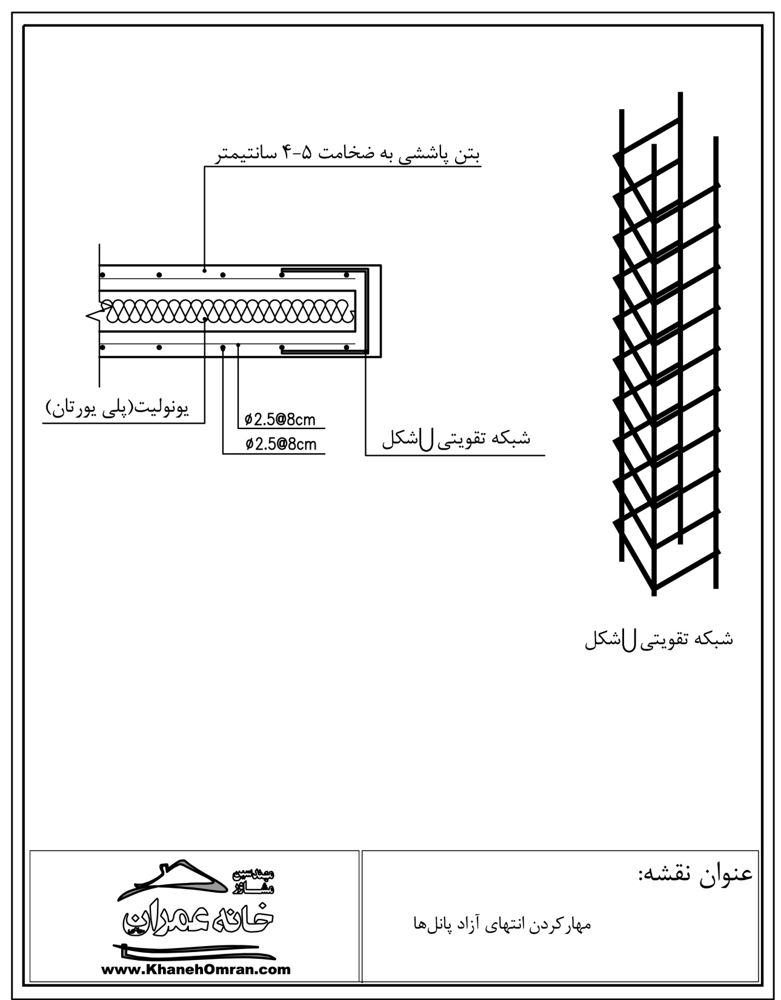 بتن پاششی به ضخامت ۵-۴ سانتیمتر
یونولیت(پلی یورتان)
ø2.5@8cm
ø2.5@8cm
شبکه تقویتی U شکل
شبکه تقویتی U شکل
عنوان نقشه:
مهارکردن انتهای آزاد پانل‌ها
مهندسین
مشاور
خانه عمران
www.KhanehOmran.com